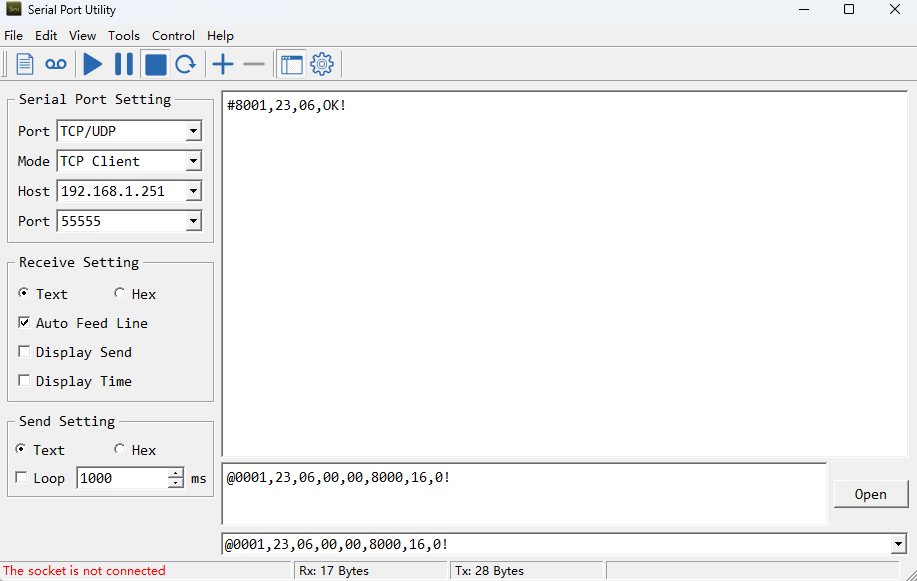 Serial Port Utility
File Edit View Tools Control Help
Serial Port Setting
Port TCP/UDP
Mode TCP Client
Host 192.168.1.251
Port 55555
Receive Setting
Text Hex
Auto Feed Line
Display Send
Display Time
Send Setting
Text Hex
Loop 1000 ms
#8001,23,06,OK!
@0001,23,06,00,00,8000,16,0!
Open
@0001,23,06,00,00,8000,16,0!
The socket is not connected Rx: 17 Bytes Tx: 28 Bytes